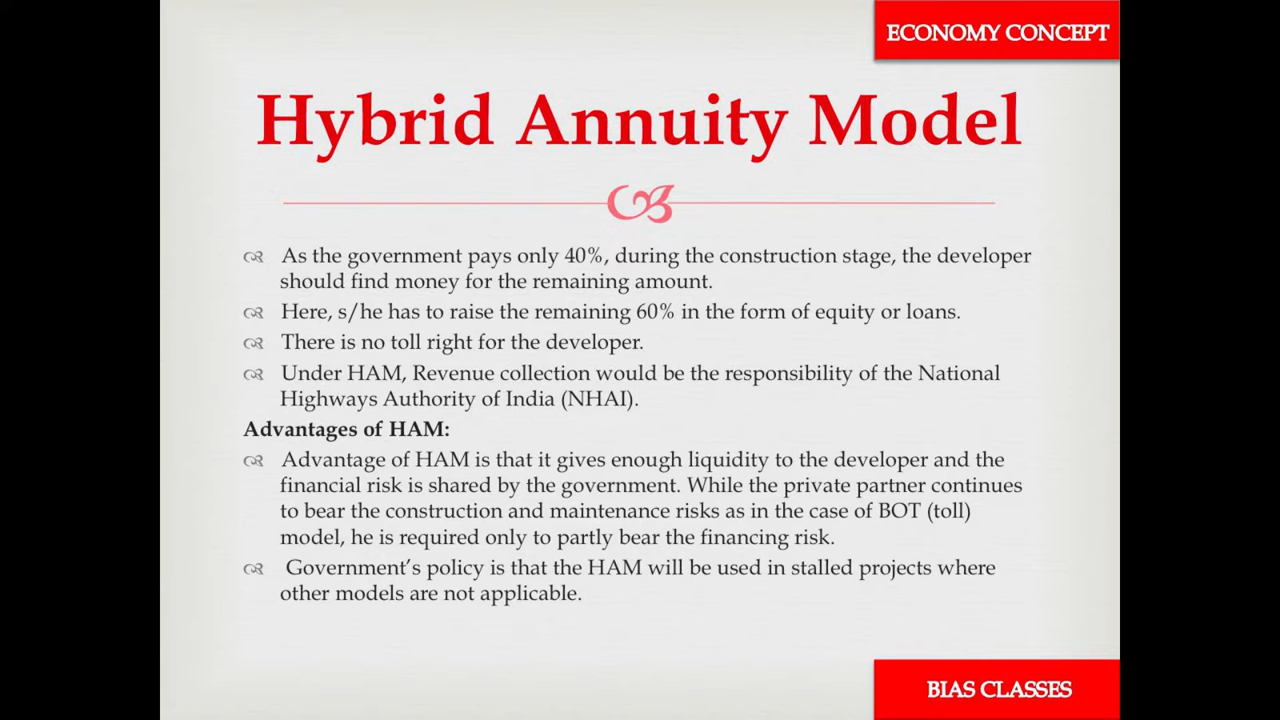 ECONOMY CONCEPT
Hybrid Annuity Model
As the government pays only 40%, during the construction stage, the developer
should find money for the remaining amount.
Here, s/he has to raise the remaining 60% in the form of equity or loans.
There is no toll right for the developer.
Under HAM, Revenue collection would be the responsibility of the National
Highways Authority of India (NHAI).
Advantages of HAM:
Advantage of HAM is that it gives enough liquidity to the developer and the
financial risk is shared by the government. While the private partner continues
to bear the construction and maintenance risks as in the case of BOT (toll)
model, he is required only to partly bear the financing risk.
Government's policy is that the HAM will be used in stalled projects where
other models are not applicable.
BIAS CLASSES